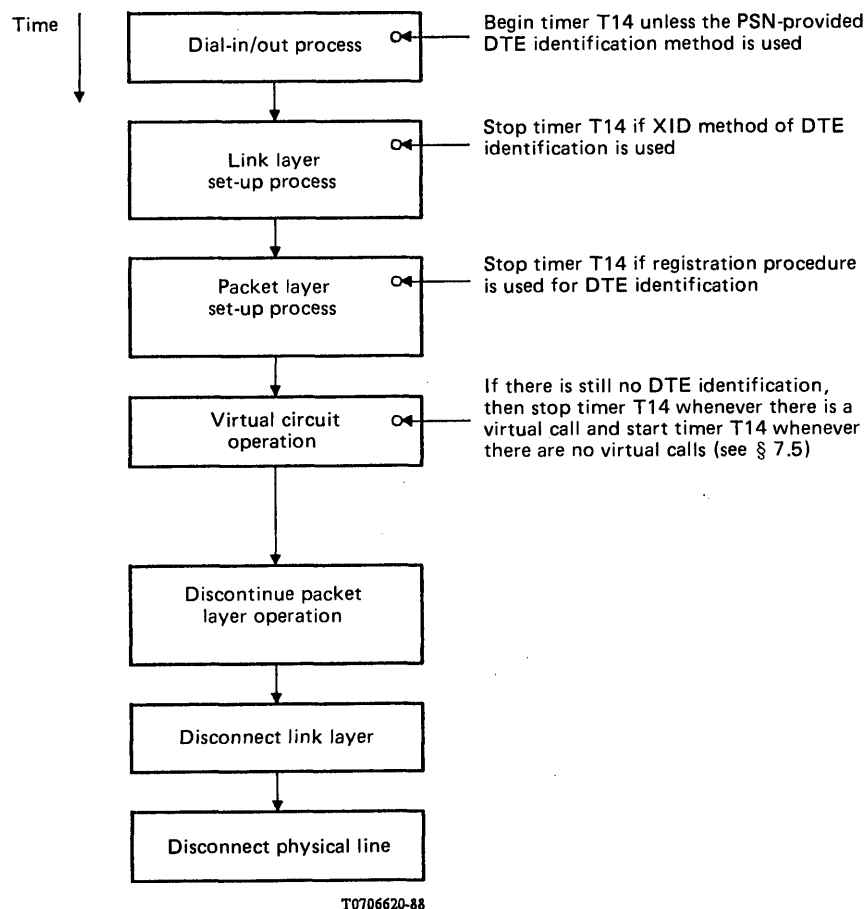 Time
Dial-in/out process
Begin timer T14 unless the PSN-provided
DTE identification method is used
Link layer
set-up process
Stop timer T14 if XID method of DTE
identification is used
Packet layer
set-up process
Stop timer T14 if registration procedure
is used for DTE identification
Virtual circuit
operation
If there is still no DTE identification,
then stop timer T14 whenever there is a
virtual call and start timer T14 whenever
there are no virtual calls (see § 7.5)
Discontinue packet
layer operation
Disconnect link layer
Disconnect physical line
T0706620-88